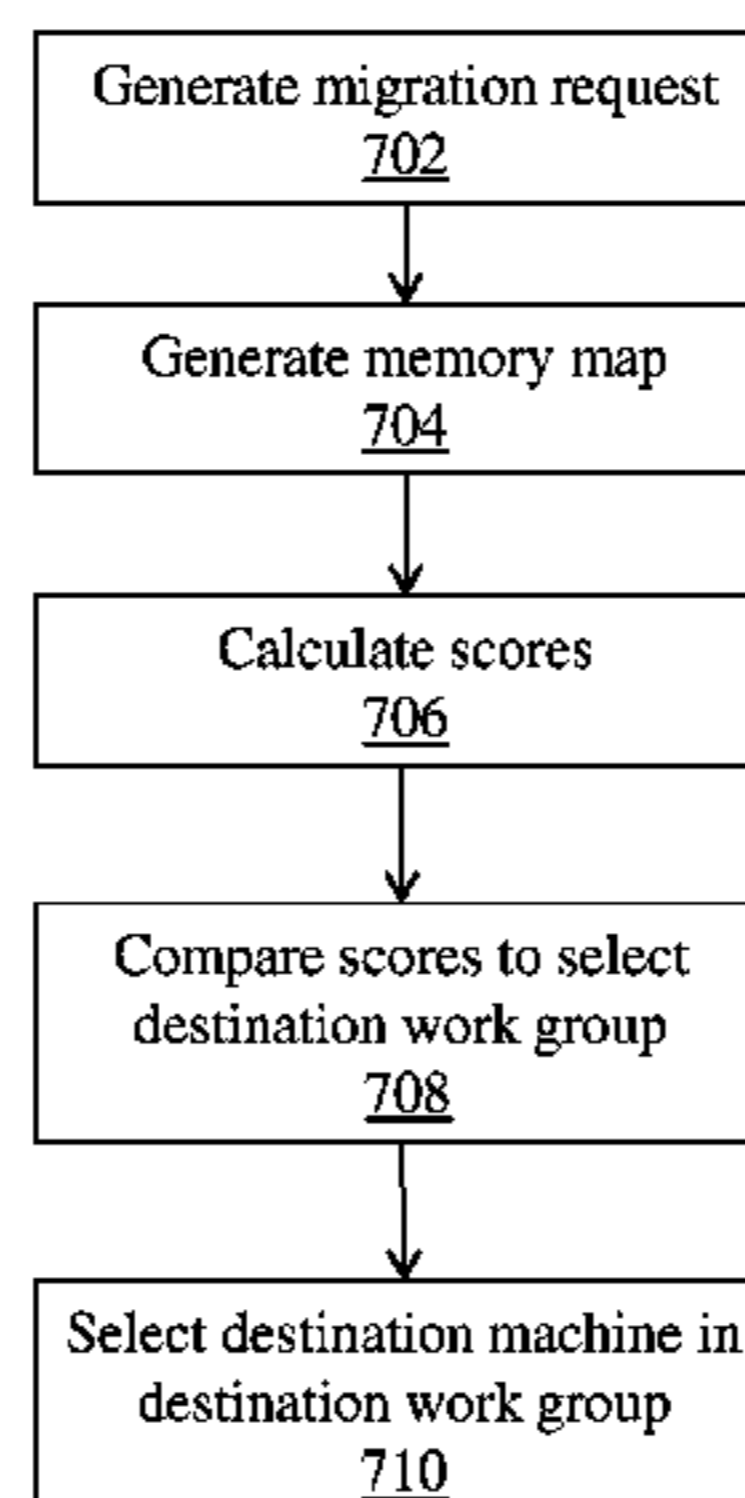 Generate migration request
702
Generate memory map
704
Calculate scores
706
Compare scores to select
destination work group
708
Select destination machine in
destination work group
710